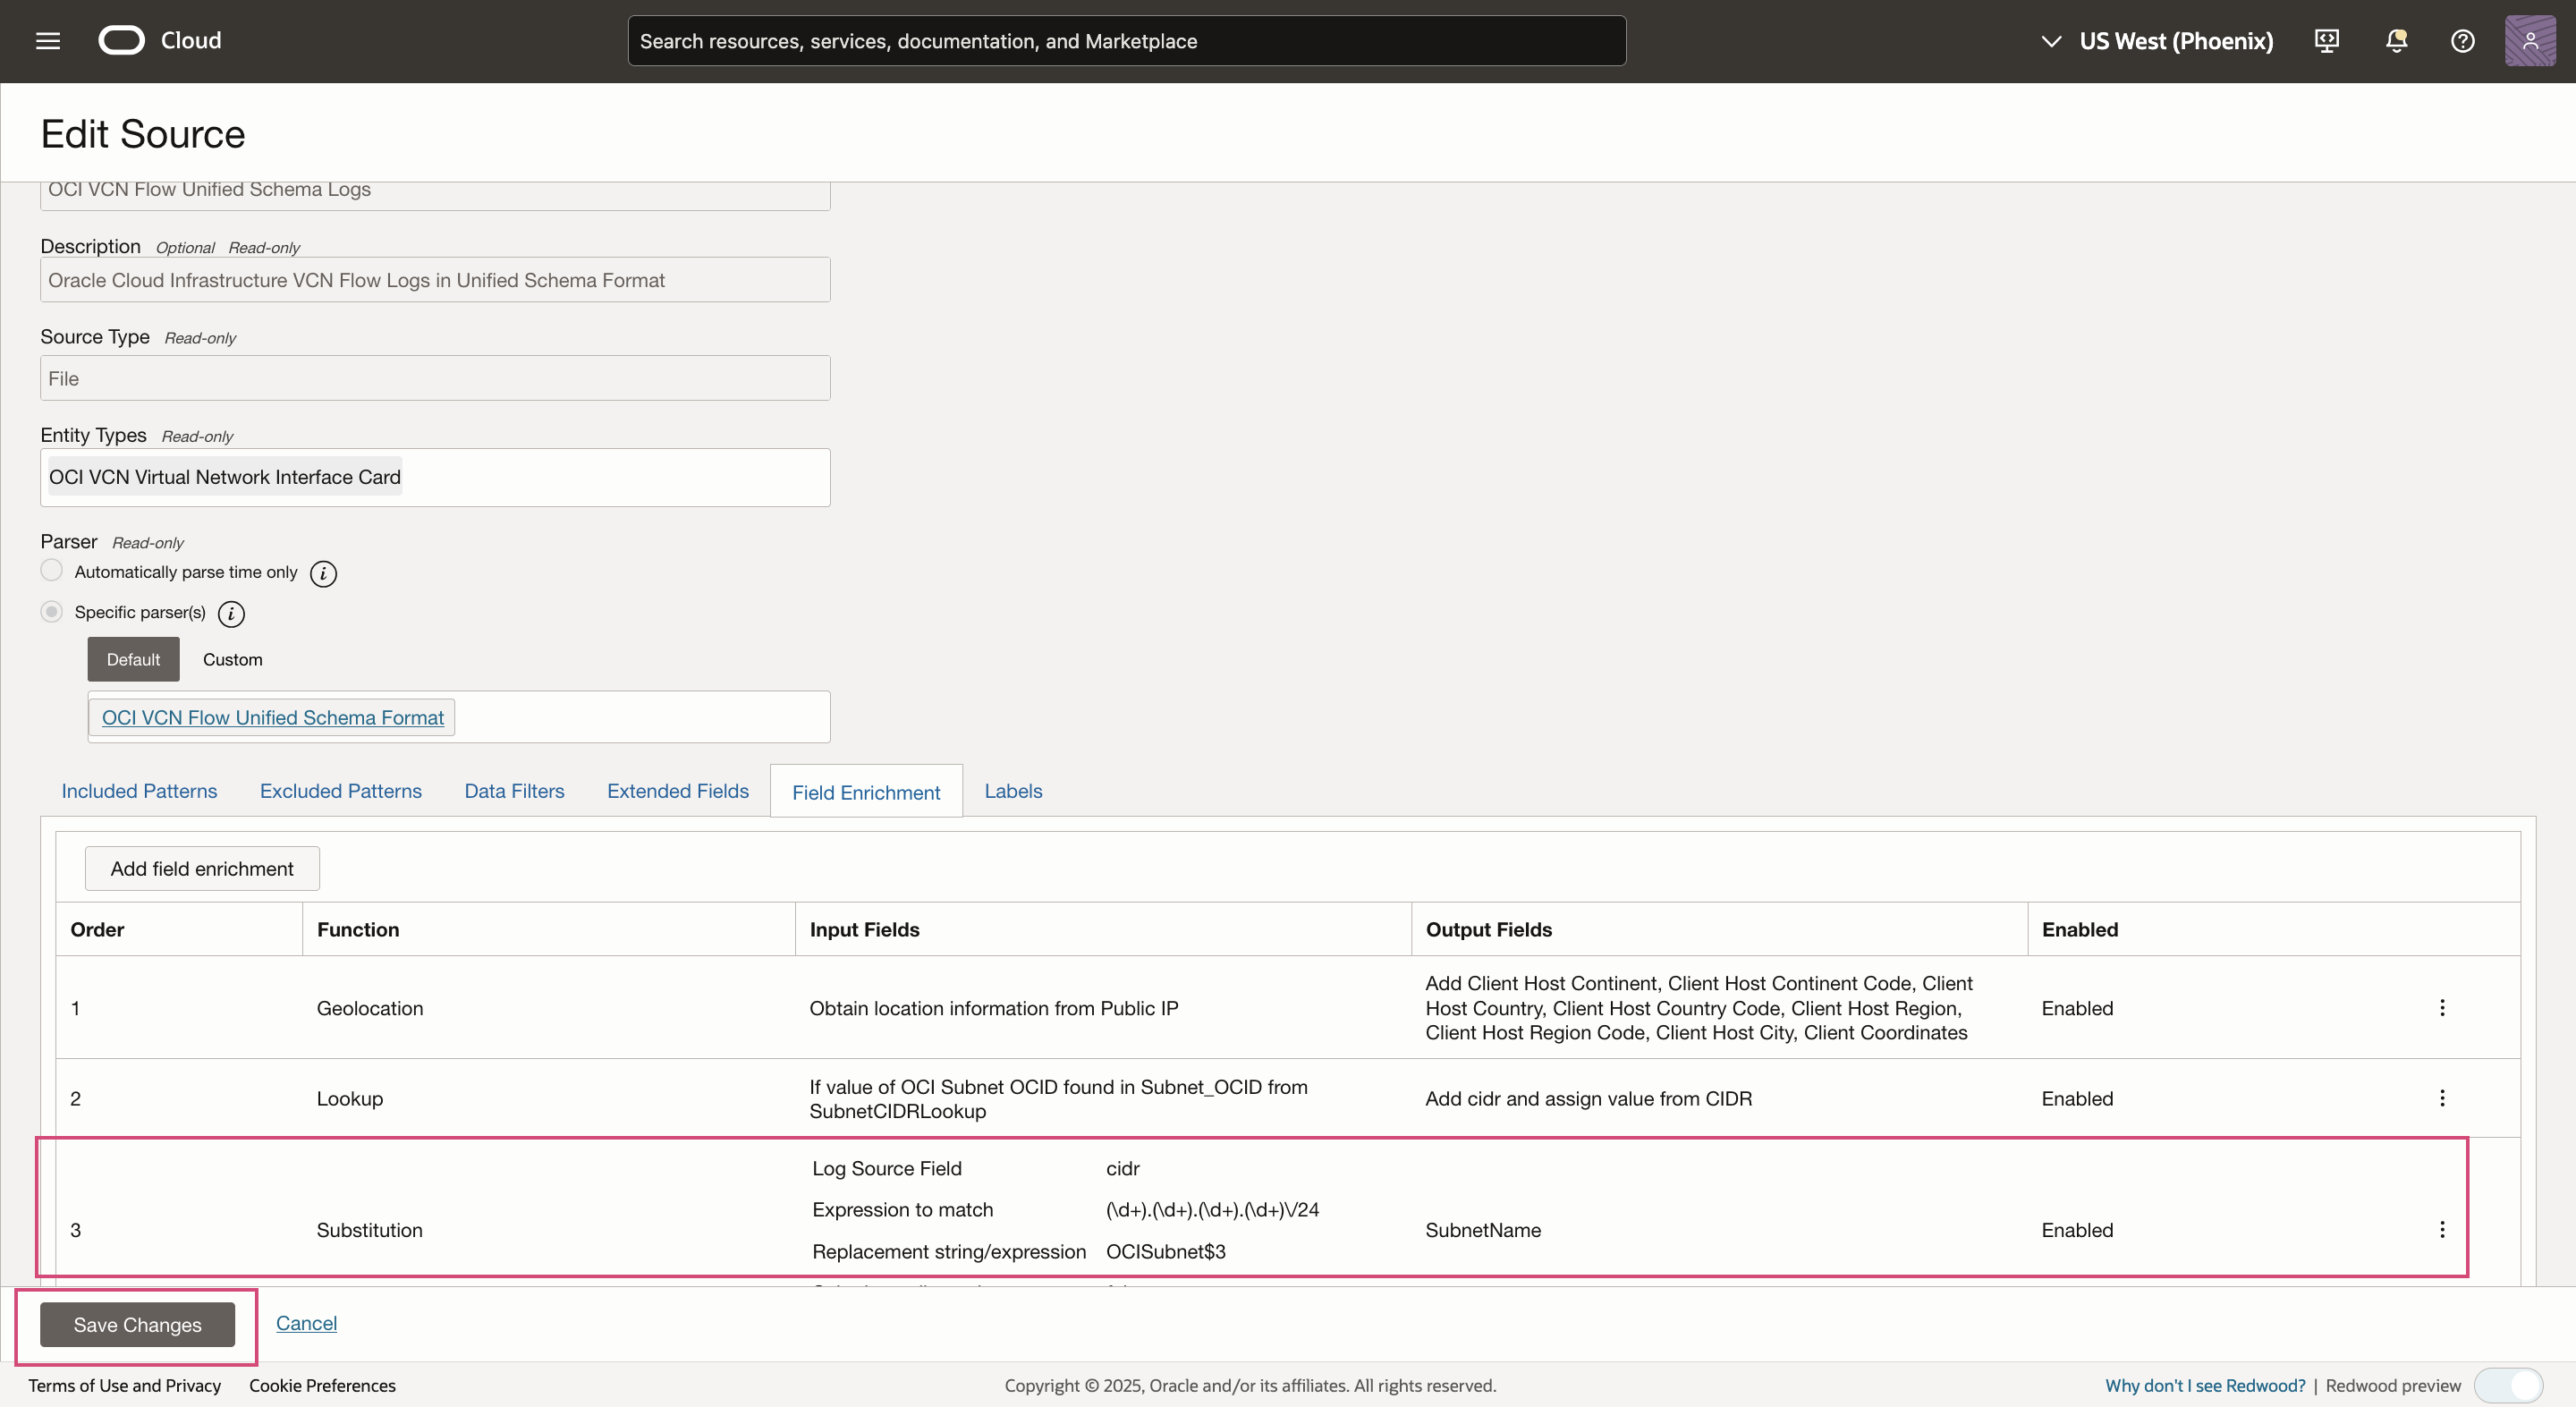 Cloud
Search resources, services, documentation, and Marketplace
US West (Phoenix)
Edit Source
OCI VCN Flow Unified Schema Logs
Description Optional Read-only
Oracle Cloud Infrastructure VCN Flow Logs in Unified Schema Format
Source Type Read-only
File
Entity Types Read-only
OCI VCN Virtual Network Interface Card
Parser Read-only
Automatically parse time only
Specific parser(s)
Default Custom
OCI VCN Flow Unified Schema Format
Included Patterns Excluded Patterns Data Filters Extended Fields Field Enrichment Labels
Add field enrichment
Order Function Input Fields Output Fields Enabled
1 Geolocation Obtain location information from Public IP Add Client Host Continent, Client Host Continent Code, Client
Host Country, Client Host Country Code, Client Host Region,
Client Host Region Code, Client Host City, Client Coordinates Enabled
2 Lookup If value of OCI Subnet OCID found in Subnet_OCID from
SubnetCIDRLookup Add cidr and assign value from CIDR Enabled
Log Source Field cidr
Expression to match (\d+).(\d+).(\d+).(\d+)\/24
3 Substitution SubnetName Enabled
Replacement string/expression OCISubnet$3
Save Changes Cancel
Terms of Use and Privacy Cookie Preferences Copyright © 2025, Oracle and/or its affiliates. All rights reserved. Why don't I see Redwood? | Redwood preview